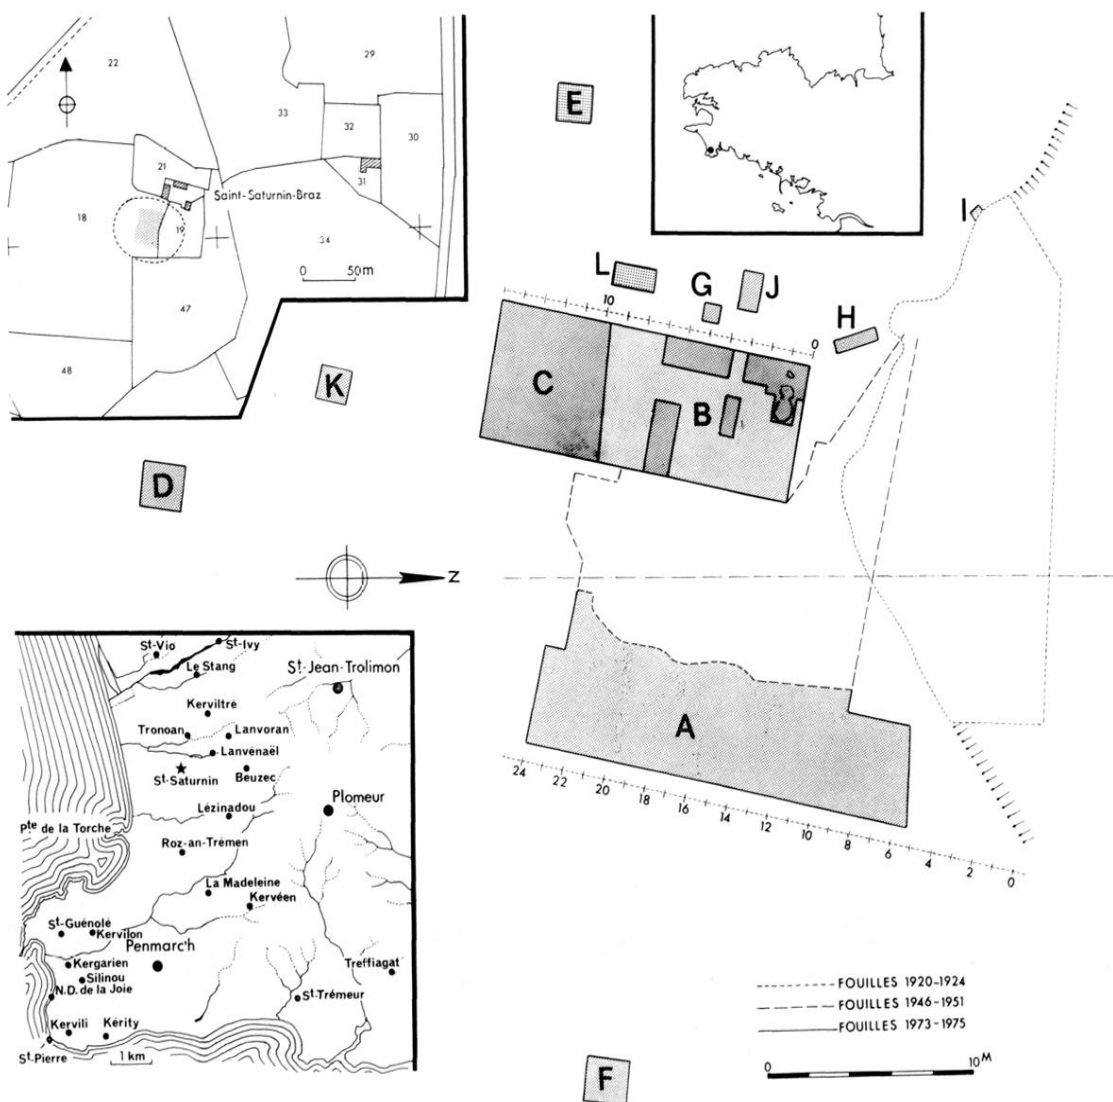 22
29
33
32
30
21
31
Saint-Saturnin-Braz
18
19
34
0 50m
47
48
E
I
L
G
J
H
10
0
K
C
B
1
D
Z
A
24
22
20
18
16
14
12
10
8
6
4
2
0
St-Vio
St-Ivy
Le Stang
St-Jean-Trolimon
Kerviltré
Tronoan
Lanvoran
Lanvénaël
St-Saturnin
Beuzec
Lézinadou
Plomeur
Pte de la Torche
Roz-an-Trémen
La Madeleine
Kervéen
St-Guénolé
Kervilon
Penmarc'h
Kergarien
Silinou
N.D. de la Joie
Treffiagat
St-Trémeur
Kervili
Kérity
St-Pierre
1 km
FOUILLES 1920-1924
FOUILLES 1946-1951
FOUILLES 1973-1975
0 10M
F